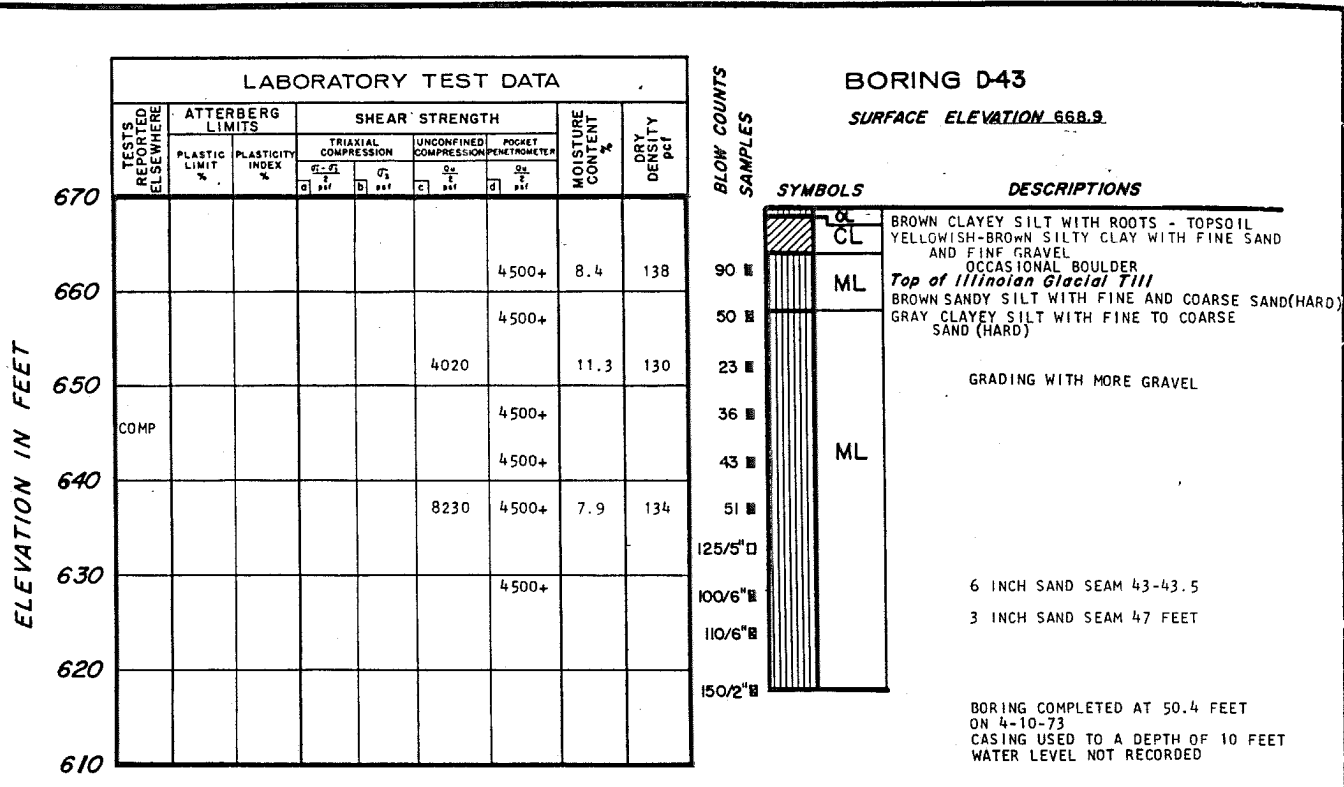 LABORATORY TEST DATA
TESTS REPORTED ELSEWHERE
ATTERBERG LIMITS
PLASTIC LIMIT %
PLASTICITY INDEX %
SHEAR STRENGTH
TRIAXIAL COMPRESSION
UNCONFINED COMPRESSION
POCKET PENETROMETER
a psf
b psf
c psf
d psf
MOISTURE CONTENT %
DRY DENSITY pcf
BLOW COUNTS
SAMPLES
BORING D-43
SURFACE ELEVATION 668.9
SYMBOLS DESCRIPTIONS
ELEVATION IN FEET
670
OL BROWN CLAYEY SILT WITH ROOTS - TOPSOIL
CL YELLOWISH-BROWN SILTY CLAY WITH FINE SAND
AND FINE GRAVEL
OCCASIONAL BOULDER
4500+ 8.4 138 90 ML Top of Illinoian Glacial Till
660
BROWN SANDY SILT WITH FINE AND COARSE SAND(HARD)
4500+ 50 GRAY CLAYEY SILT WITH FINE TO COARSE
SAND (HARD)
4020 11.3 130 23
650 GRADING WITH MORE GRAVEL
4500+ 36
COMP
ML
4500+ 43
640
8230 4500+ 7.9 134 51
125/5"
630
4500+ 6 INCH SAND SEAM 43-43.5
100/6"
3 INCH SAND SEAM 47 FEET
110/6"
620
150/2"
BORING COMPLETED AT 50.4 FEET
ON 4-10-73
CASING USED TO A DEPTH OF 10 FEET
WATER LEVEL NOT RECORDED
610